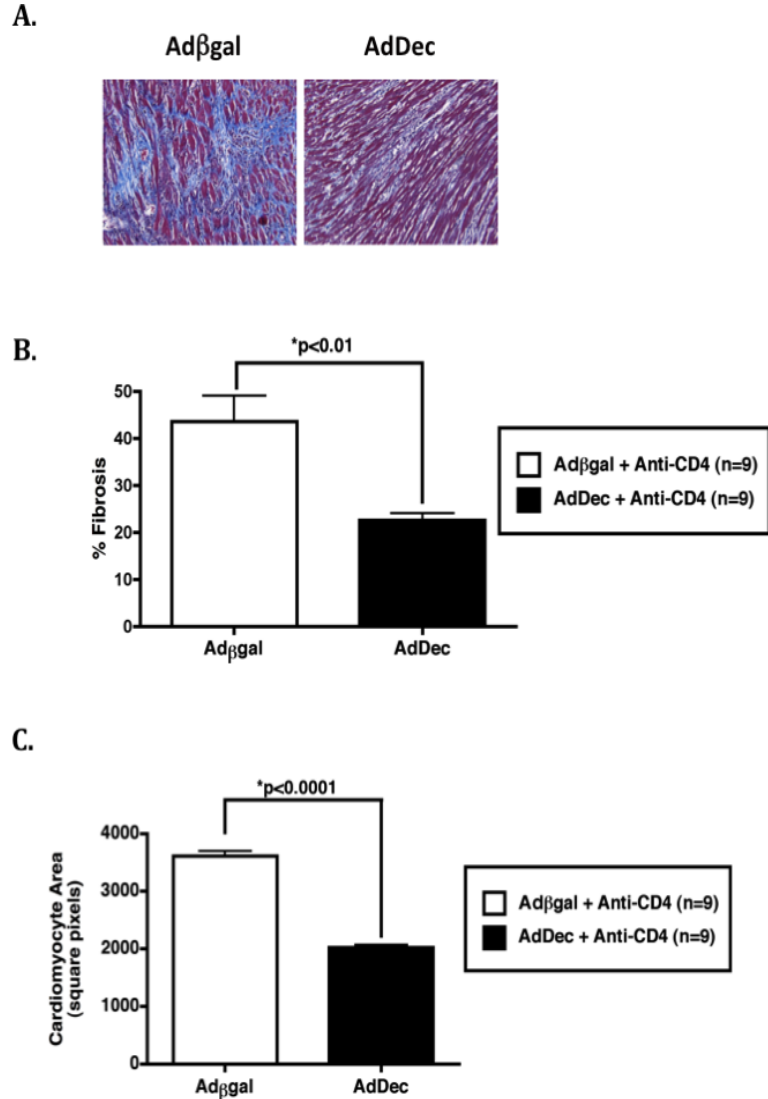 A.
Adβgal AdDec
B.
*p<0.01
50
40
30
20
10
0
% Fibrosis
Adβgal AdDec
Adβgal + Anti-CD4 (n=9)
AdDec + Anti-CD4 (n=9)
C.
*p<0.0001
4000
3000
2000
1000
0
Cardiomyocyte Area
(square pixels)
Adβgal AdDec
Adβgal + Anti-CD4 (n=9)
AdDec + Anti-CD4 (n=9)